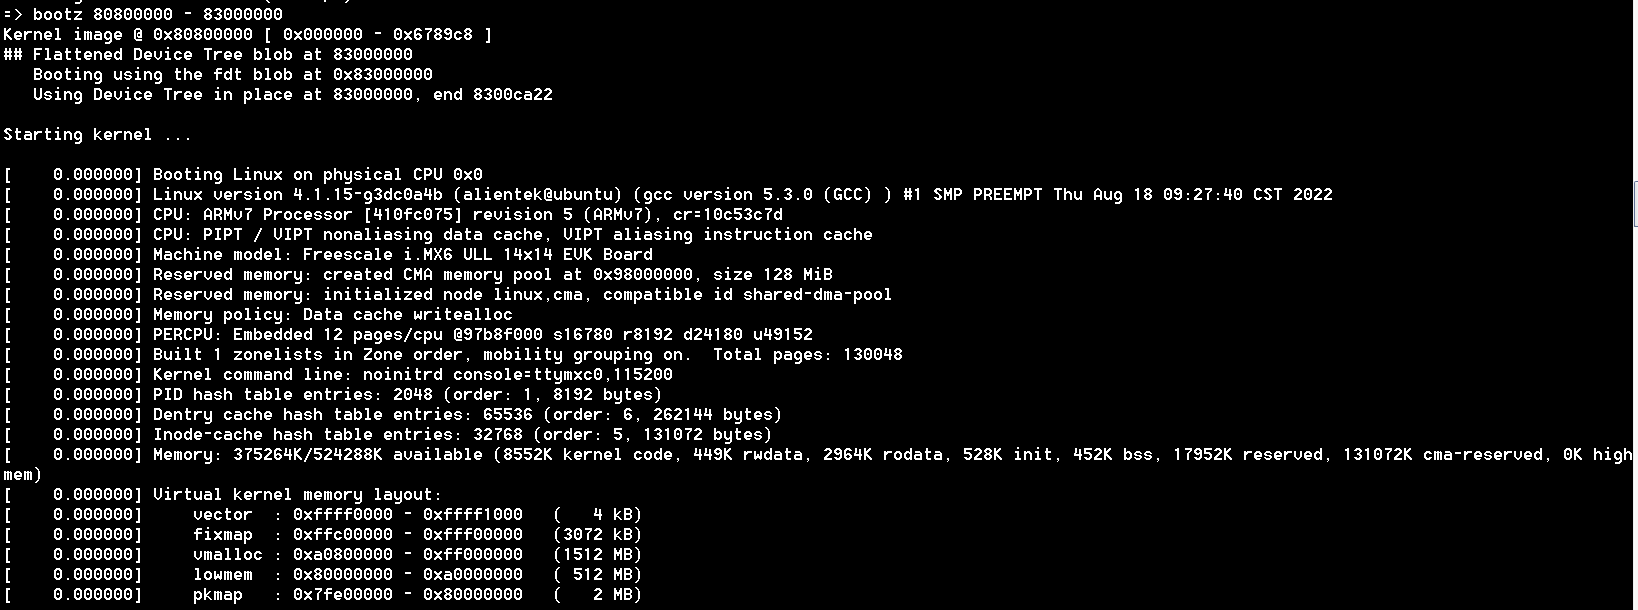 => bootz 80800000 - 83000000
Kernel image @ 0x80800000 [ 0x000000 - 0x6789c8 ]
## Flattened Device Tree blob at 83000000
   Booting using the fdt blob at 0x83000000
   Using Device Tree in place at 83000000, end 8300ca22
Starting kernel ...
[    0.000000] Booting Linux on physical CPU 0x0
[    0.000000] Linux version 4.1.15-g3dc0a4b (alientek@ubuntu) (gcc version 5.3.0 (GCC) ) #1 SMP PREEMPT Thu Aug 18 09:27:40 CST 2022
[    0.000000] CPU: ARMv7 Processor [410fc075] revision 5 (ARMv7), cr=10c53c7d
[    0.000000] CPU: PIPT / VIPT nonaliasing data cache, VIPT aliasing instruction cache
[    0.000000] Machine model: Freescale i.MX6 ULL 14x14 EVK Board
[    0.000000] Reserved memory: created CMA memory pool at 0x98000000, size 128 MiB
[    0.000000] Reserved memory: initialized node linux,cma, compatible id shared-dma-pool
[    0.000000] Memory policy: Data cache writealloc
[    0.000000] PERCPU: Embedded 12 pages/cpu @97b8f000 s16780 r8192 d24180 u49152
[    0.000000] Built 1 zonelists in Zone order, mobility grouping on.  Total pages: 130048
[    0.000000] Kernel command line: noinitrd console=ttymxc0,115200
[    0.000000] PID hash table entries: 2048 (order: 1, 8192 bytes)
[    0.000000] Dentry cache hash table entries: 65536 (order: 6, 262144 bytes)
[    0.000000] Inode-cache hash table entries: 32768 (order: 5, 131072 bytes)
[    0.000000] Memory: 375264K/524288K available (8552K kernel code, 449K rwdata, 2964K rodata, 528K init, 452K bss, 17952K reserved, 131072K cma-reserved, 0K high
mem)
[    0.000000] Virtual kernel memory layout:
[    0.000000]     vector  : 0xffff0000 - 0xffff1000   (   4 kB)
[    0.000000]     fixmap  : 0xffc00000 - 0xfff00000   (3072 kB)
[    0.000000]     vmalloc : 0xa0800000 - 0xff000000   (1512 MB)
[    0.000000]     lowmem  : 0x80000000 - 0xa0000000   ( 512 MB)
[    0.000000]     pkmap   : 0x7fe00000 - 0x80000000   (   2 MB)